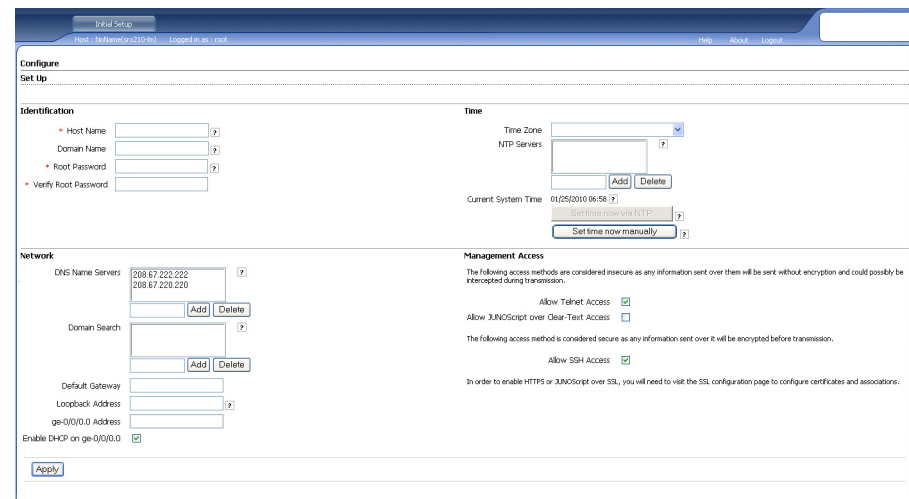 Initial Setup
Host : NoName(srx210-lm) Logged in as : root
Help About Logout
Configure
Set Up
Identification
* Host Name ?
Domain Name ?
* Root Password ?
* Verify Root Password
Time
Time Zone
NTP Servers ?
Add Delete
Current System Time 01/25/2010 06:58 ?
Set time now via NTP ?
Set time now manually ?
Network
DNS Name Servers 208.67.222.222 ?
208.67.220.220
Add Delete
Domain Search ?
Add Delete
Default Gateway
Loopback Address ?
ge-0/0/0.0 Address
Enable DHCP on ge-0/0/0.0
Management Access
The following access methods are considered insecure as any information sent over them will be sent without encryption and could possibly be
intercepted during transmission.
Allow Telnet Access
Allow JUNOScript over Clear-Text Access
The following access method is considered secure as any information sent over it will be encrypted before transmission.
Allow SSH Access
In order to enable HTTPS or JUNOScript over SSL, you will need to visit the SSL configuration page to configure certificates and associations.
Apply